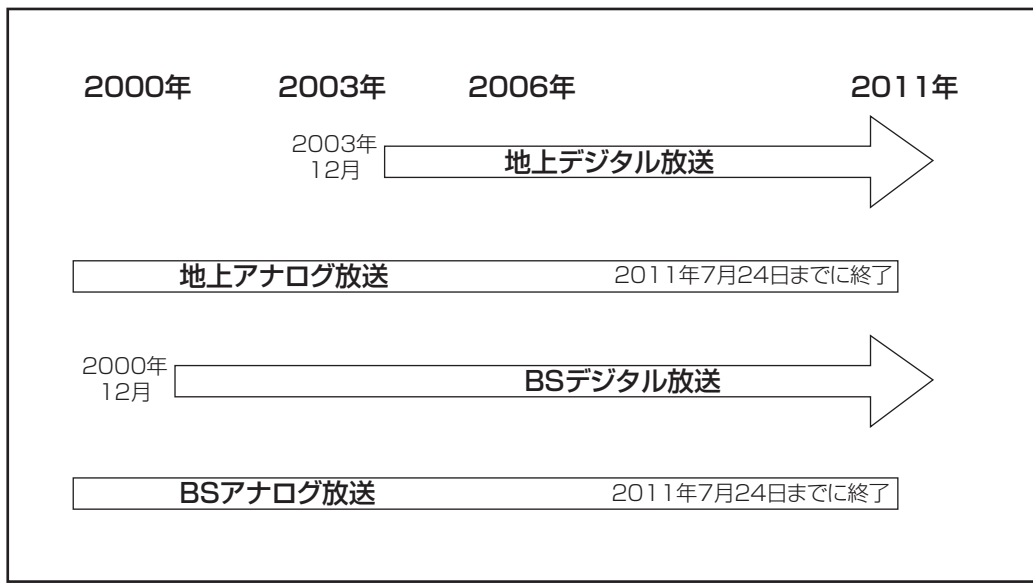 2000年 2003年 2006年 2011年
2003年
12月
地上デジタル放送
地上アナログ放送 2011年7月24日までに終了
2000年
12月
BSデジタル放送
BSアナログ放送 2011年7月24日までに終了